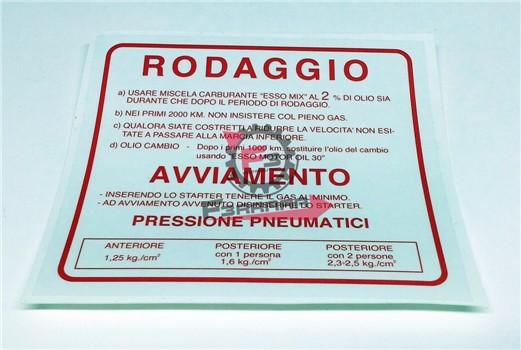 RODAGGIO
a) USARE MISCELA CARBURANTE "ESSO MIX" AL 2 % DI OLIO SIA
DURANTE CHE DOPO IL PERIODO DI RODAGGIO.
b) NEI PRIMI 2000 KM. NON INSISTERE COL PIENO GAS.
c) QUALORA SIATE COSTRETTI A RIDURRE LA VELOCITA' NON ESI-
TATE A PASSARE ALLA MARCIA INFERIORE.
d) OLIO CAMBIO - Dopo i primi km. sostituire l'olio del cambio
usando "ESSO MOTOR OIL 30"
AVVIAMENTO
- INSERENDO LO STARTER TENERE IL GAS AL MINIMO.
- AD AVVIAMENTO AVVENUTO DISINSERIRE LO STARTER.
PRESSIONE PNEUMATICI
ANTERIORE
1,25 kg./cm²
POSTERIORE
con 1 persona
1,6 kg./cm²
POSTERIORE
con 2 persone
2,3-2,5 kg./cm²